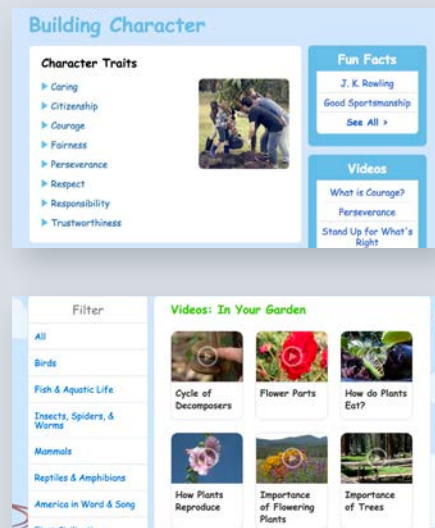 Building Character
Character Traits
Caring
Citizenship
Courage
Fairness
Perseverance
Respect
Responsibility
Trustworthiness
Fun Facts
J. K. Rowling
Good Sportsmanship
See All >
Videos
What is Courage?
Perseverance
Stand Up for What's
Right
Filter
All
Birds
Fish & Aquatic Life
Insects, Spiders, &
Worms
Mammals
Reptiles & Amphibians
America in Word & Song
Videos: In Your Garden
Cycle of
Decomposers
Flower Parts
How do Plants
Eat?
How Plants
Reproduce
Importance
of Flowering
Plants
Importance
of Trees